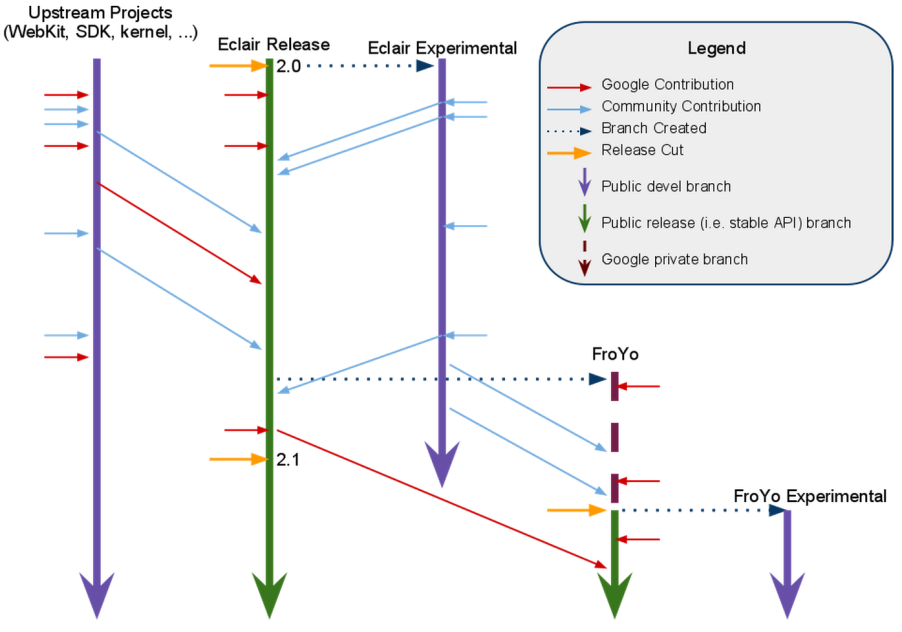 Upstream Projects
(WebKit, SDK, kernel, ...)
Eclair Release
Eclair Experimental
2.0
Legend
Google Contribution
Community Contribution
Branch Created
Release Cut
Public devel branch
Public release (i.e. stable API) branch
Google private branch
FroYo
2.1
FroYo Experimental